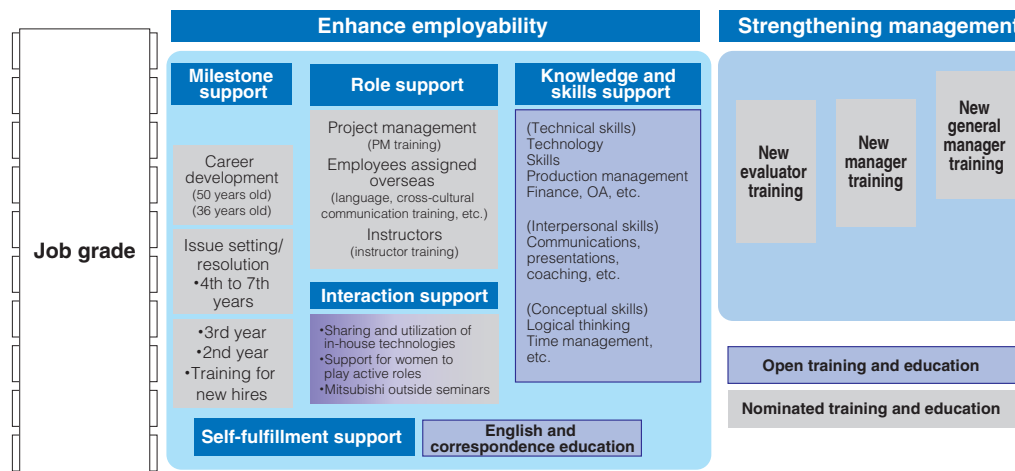 Enhance employability
Strengthening management
Job grade
Milestone
support
Career
development
(50 years old)
(36 years old)
Issue setting/
resolution
•4th to 7th
years
•3rd year
•2nd year
•Training for
new hires
Role support
Project management
(PM training)
Employees assigned
overseas
(language, cross-cultural
communication training, etc.)
Instructors
(instructor training)
Interaction support
•Sharing and utilization of
in-house technologies
•Support for women to
play active roles
•Mitsubishi outside seminars
Knowledge and
skills support
(Technical skills)
Technology
Skills
Production management
Finance, OA, etc.
(Interpersonal skills)
Communications,
presentations,
coaching, etc.
(Conceptual skills)
Logical thinking
Time management,
etc.
Self-fulfillment support
English and
correspondence education
New
evaluator
training
New
manager
training
New
general
manager
training
Open training and education
Nominated training and education